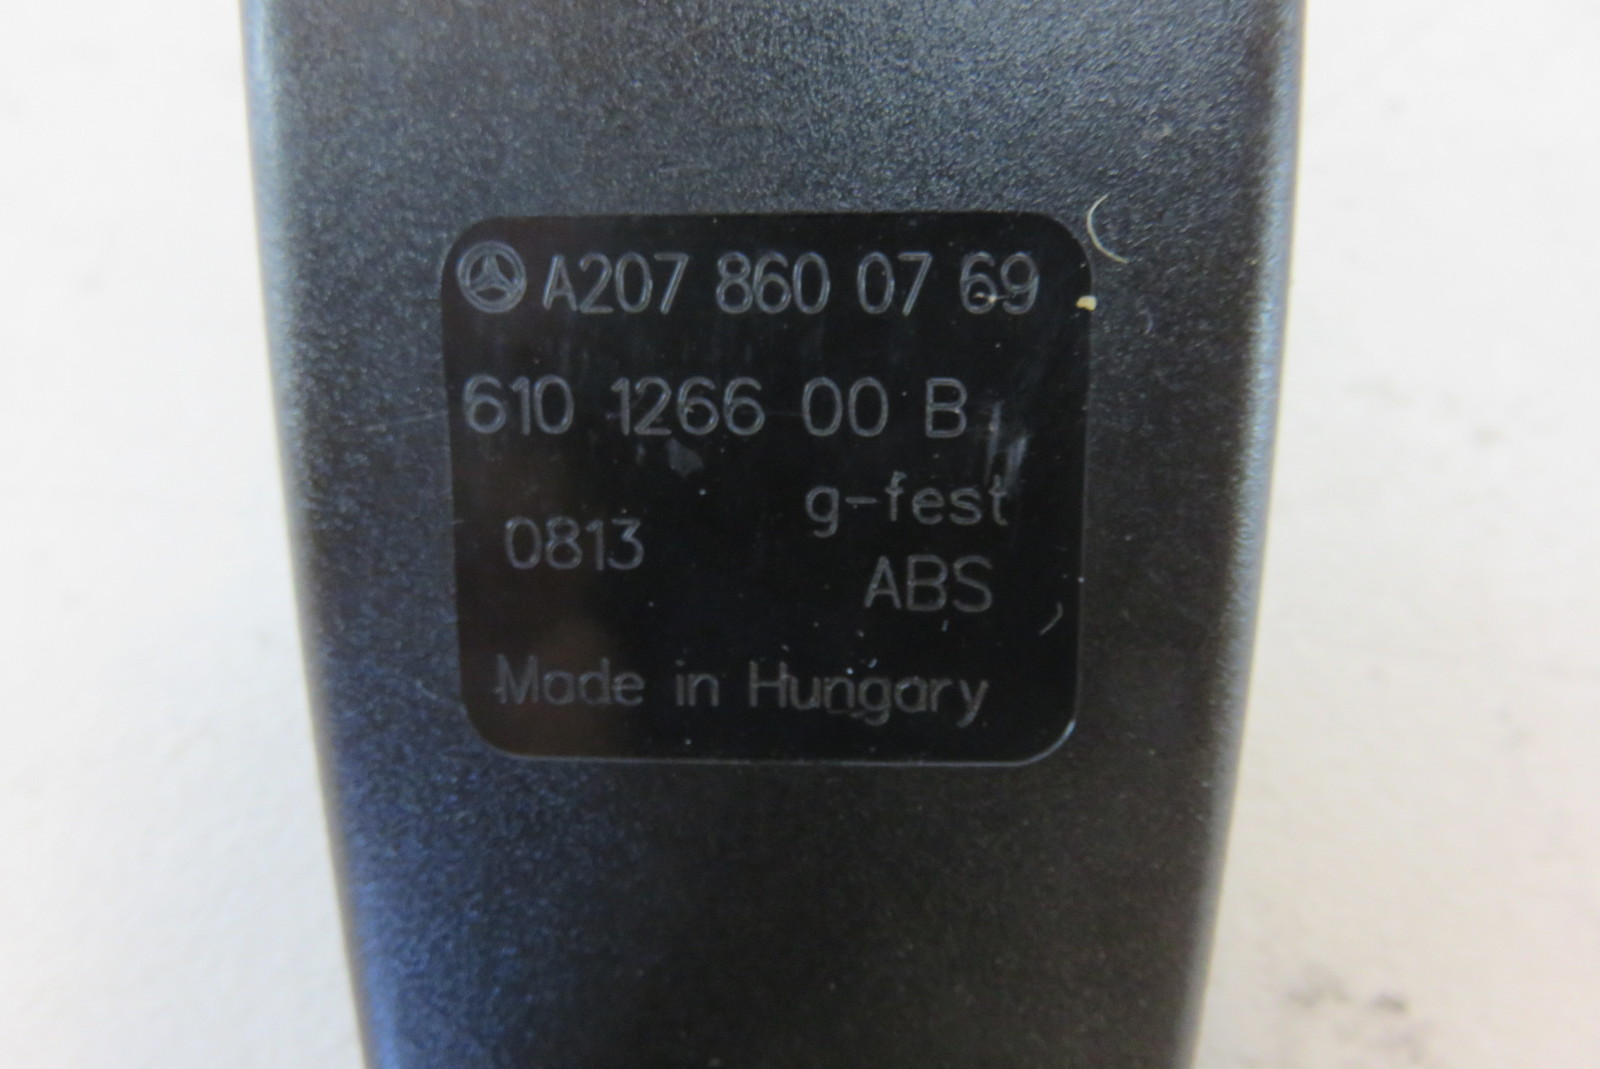 A207 860 07 69
610 1266 00 B
g-fest
0813
ABS
Made in Hungary